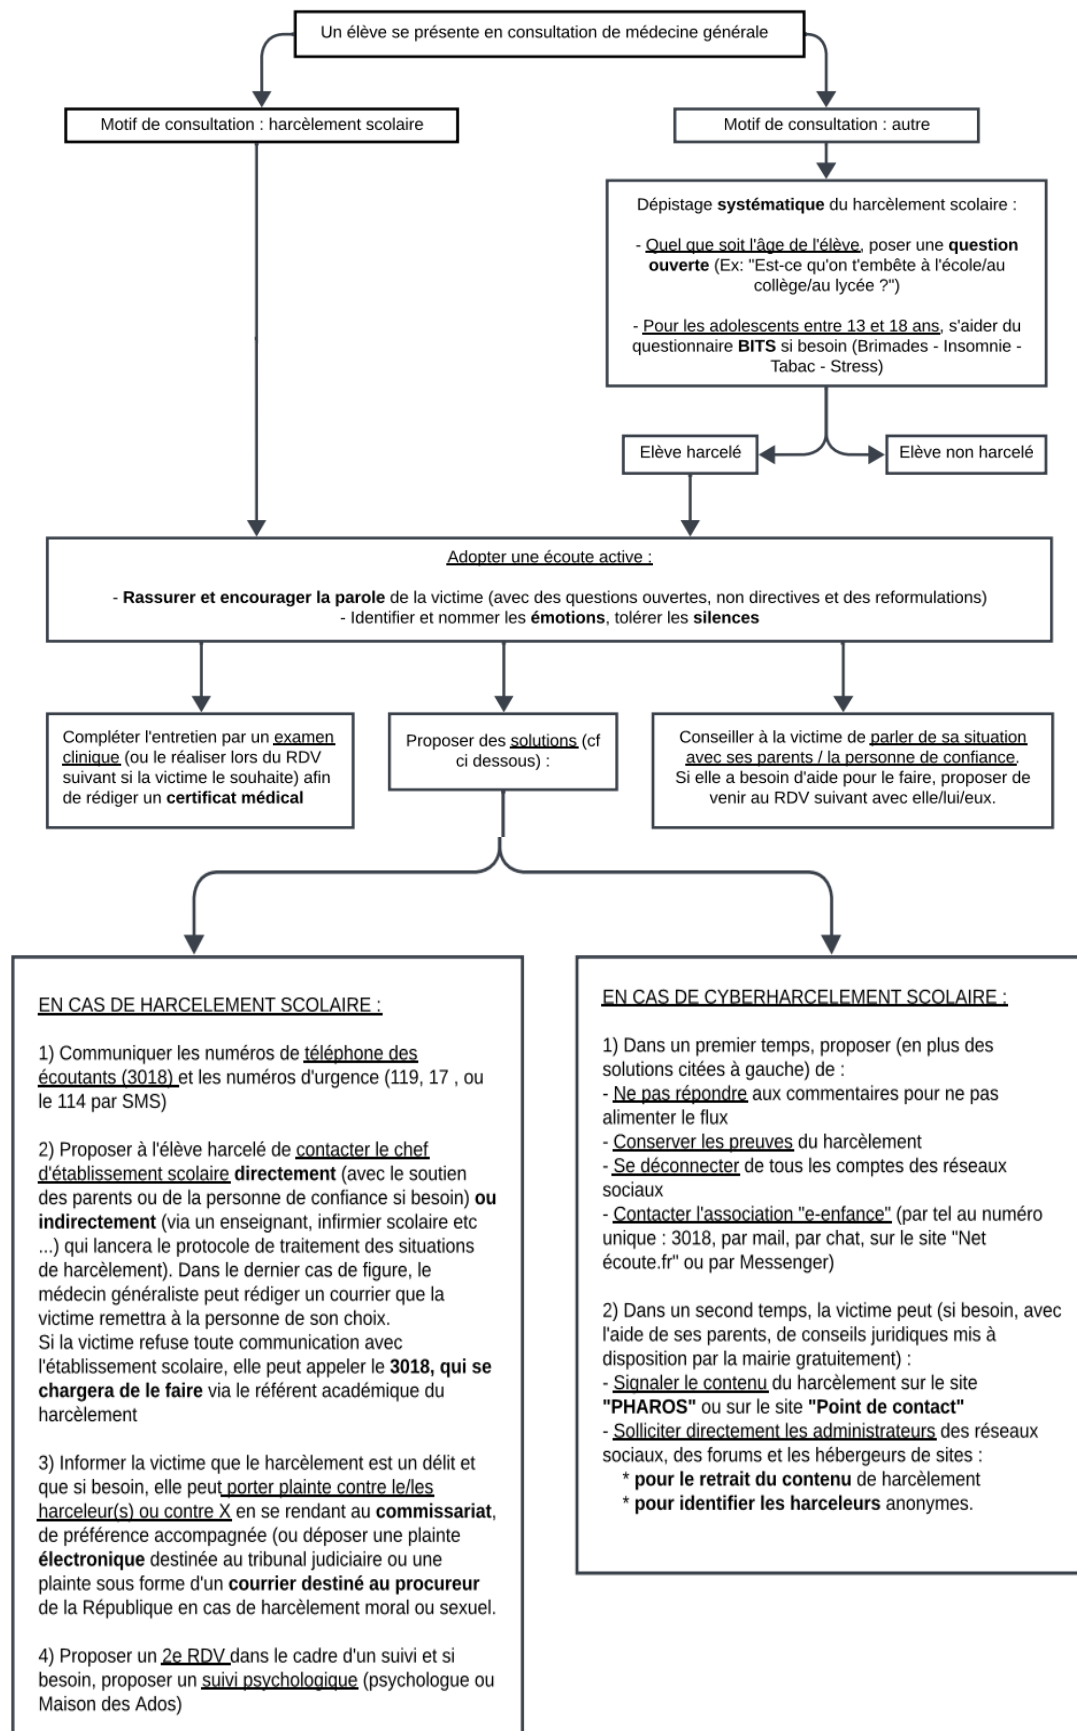 Un élève se présente en consultation de médecine générale
Motif de consultation : harcèlement scolaire
Motif de consultation : autre
Dépistage systématique du harcèlement scolaire :
- Quel que soit l'âge de l'élève, poser une question
ouverte (Ex: "Est-ce qu'on t'embête à l'école/au
collège/au lycée ?")
- Pour les adolescents entre 13 et 18 ans, s'aider du
questionnaire BITS si besoin (Brimades - Insomnie -
Tabac - Stress)
Elève harcelé
Elève non harcelé
Adopter une écoute active :
- Rassurer et encourager la parole de la victime (avec des questions ouvertes, non directives et des reformulations)
- Identifier et nommer les émotions, tolérer les silences
Compléter l'entretien par un examen
clinique (ou le réaliser lors du RDV
suivant si la victime le souhaite) afin
de rédiger un certificat médical
Proposer des solutions (cf
ci dessous) :
Conseiller à la victime de parler de sa situation
avec ses parents / la personne de confiance.
Si elle a besoin d'aide pour le faire, proposer de
venir au RDV suivant avec elle/lui/eux.
EN CAS DE HARCELEMENT SCOLAIRE :
1) Communiquer les numéros de téléphone des
écoutants (3018) et les numéros d'urgence (119, 17 , ou
le 114 par SMS)
2) Proposer à l'élève harcelé de contacter le chef
d'établissement scolaire directement (avec le soutien
des parents ou de la personne de confiance si besoin) ou
indirectement (via un enseignant, infirmier scolaire etc
...) qui lancera le protocole de traitement des situations
de harcèlement). Dans le dernier cas de figure, le
médecin généraliste peut rédiger un courrier que la
victime remettra à la personne de son choix.
Si la victime refuse toute communication avec
l'établissement scolaire, elle peut appeler le 3018, qui se
chargera de le faire via le référent académique du
harcèlement
3) Informer la victime que le harcèlement est un délit et
que si besoin, elle peut porter plainte contre le/les
harceleur(s) ou contre X en se rendant au commissariat,
de préférence accompagnée (ou déposer une plainte
électronique destinée au tribunal judiciaire ou une
plainte sous forme d'un courrier destiné au procureur
de la République en cas de harcèlement moral ou sexuel.
4) Proposer un 2e RDV dans le cadre d'un suivi et si
besoin, proposer un suivi psychologique (psychologue ou
Maison des Ados)
EN CAS DE CYBERHARCELEMENT SCOLAIRE :
1) Dans un premier temps, proposer (en plus des
solutions citées à gauche) de :
- Ne pas répondre aux commentaires pour ne pas
alimenter le flux
- Conserver les preuves du harcèlement
- Se déconnecter de tous les comptes des réseaux
sociaux
- Contacter l'association "e-enfance" (par tel au numéro
unique : 3018, par mail, par chat, sur le site "Net
écoute.fr" ou par Messenger)
2) Dans un second temps, la victime peut (si besoin, avec
l'aide de ses parents, de conseils juridiques mis à
disposition par la mairie gratuitement) :
- Signaler le contenu du harcèlement sur le site
"PHAROS" ou sur le site "Point de contact"
- Solliciter directement les administrateurs des réseaux
sociaux, des forums et les hébergeurs de sites :
* pour le retrait du contenu de harcèlement
* pour identifier les harceleurs anonymes.